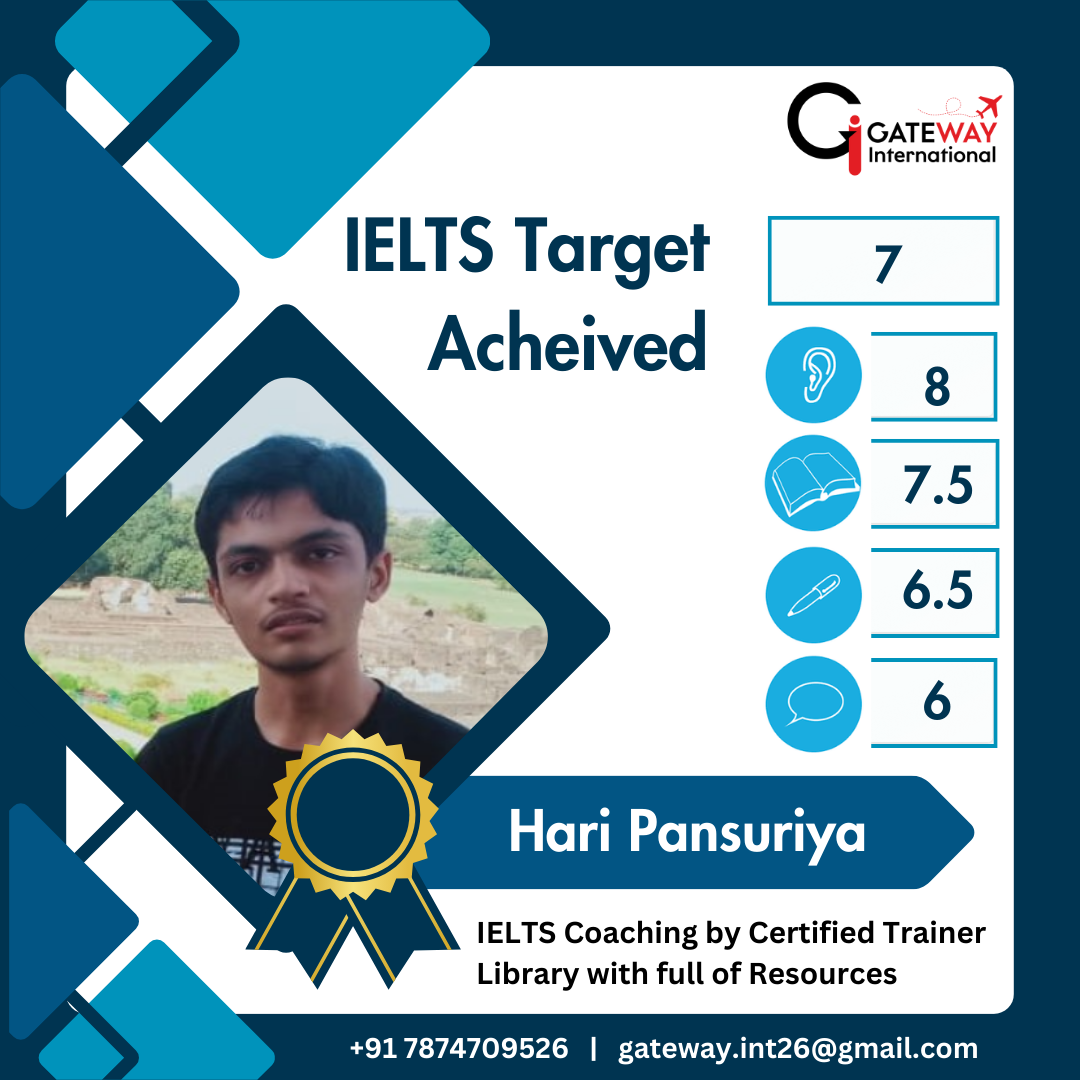 Gi GATEWAY
International
IELTS Target
Acheived
7
8
7.5
6.5
6
Hari Pansuriya
IELTS Coaching by Certified Trainer
Library with full of Resources
+91 7874709526 | gateway.int26@gmail.com